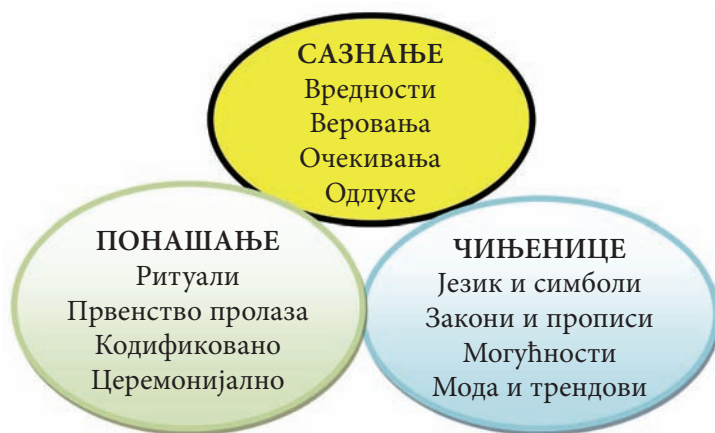 САЗНАЊЕ
Вредности
Веровања
Очекивања
Одлуке
ПОНАШАЊЕ
Ритуали
Првенство пролаза
Кодификовано
Церемонијално
ЧИЊЕНИЦЕ
Језик и симболи
Закони и прописи
Могућности
Мода и трендови